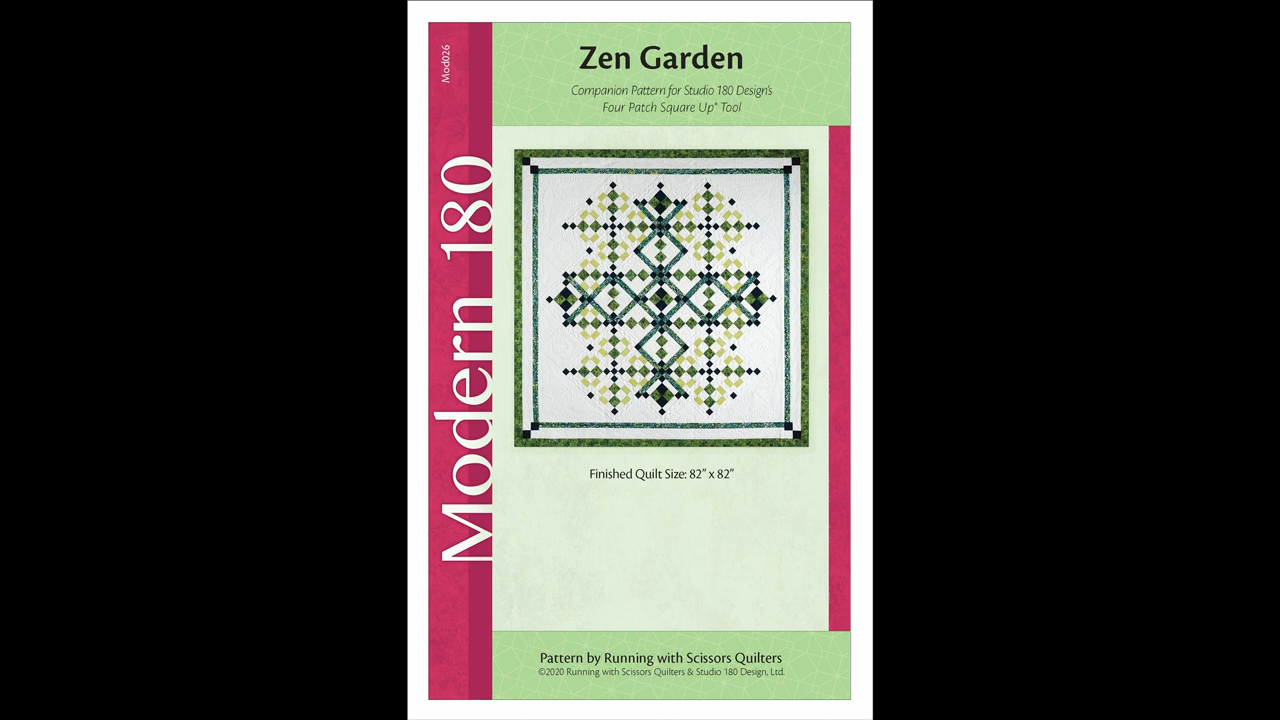 Mod026
Modern 180
Zen Garden
Companion Pattern for Studio 180 Design's
Four Patch Square Up® Tool
Finished Quilt Size: 82” x 82”
Pattern by Running with Scissors Quilters
©2020 Running with Scissors Quilters & Studio 180 Design, Ltd.